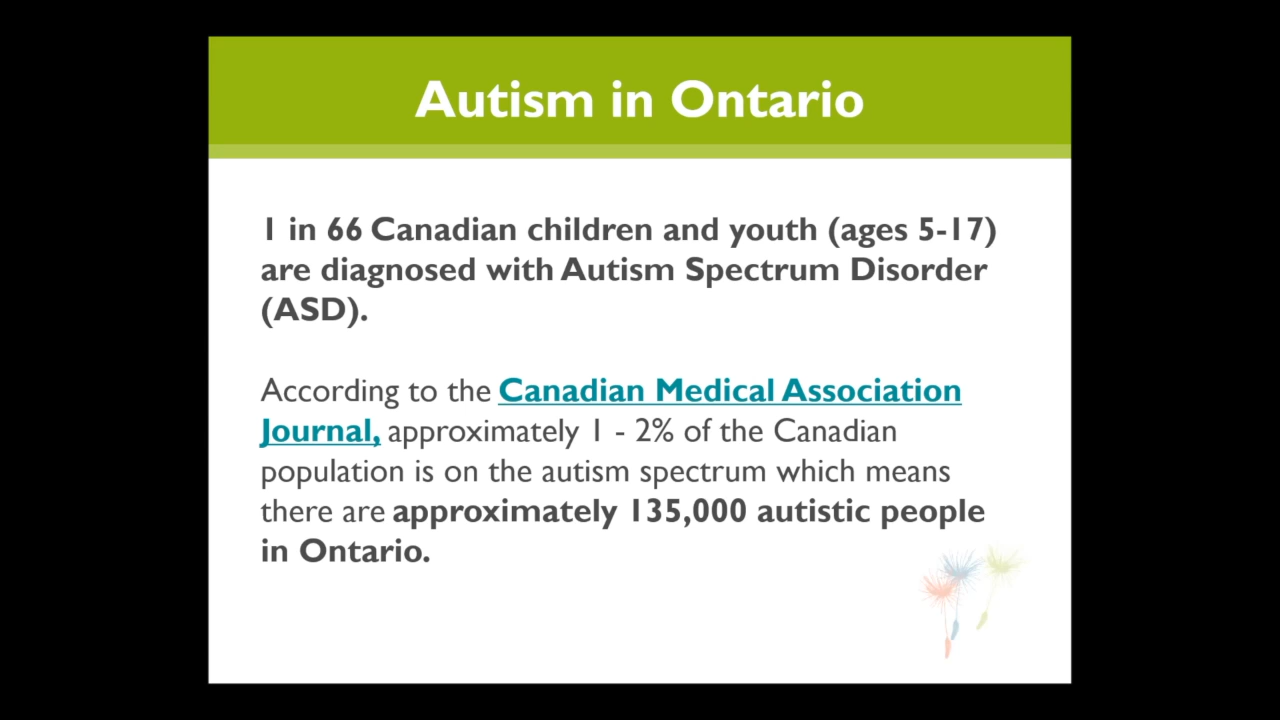 Autism in Ontario
1 in 66 Canadian children and youth (ages 5-17)
are diagnosed with Autism Spectrum Disorder
(ASD).
According to the Canadian Medical Association
Journal, approximately 1 - 2% of the Canadian
population is on the autism spectrum which means
there are approximately 135,000 autistic people
in Ontario.